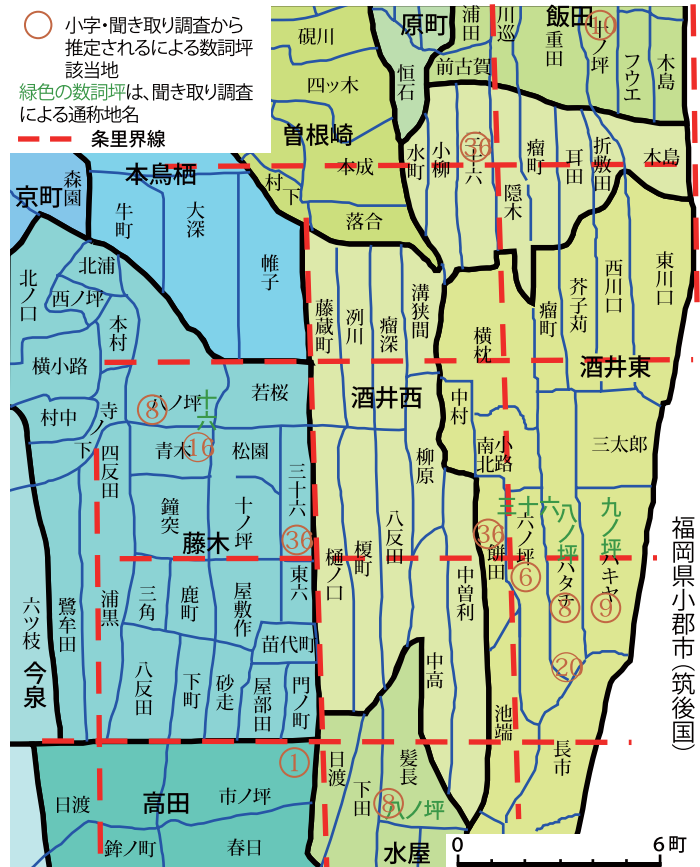 小字・聞き取り調査から
推定されるによる数詞坪
該当地
緑色の数詞坪は、聞き取り調査
による通称地名
条里界線
硯川
四ッ木
曽根崎
本成
村下
落合
原町
恒石
浦田
川巡
前古賀
飯田
重田
十ノ坪
10
フウエ
木島
水町
小柳
三十六
36
隠木
瘤町
耳田
折敷田
木島
京町
森園
本鳥栖
牛町
大深
帷子
北ノ口
北浦
西ノ坪
本村
横小路
村中
寺ノ下
8
八ノ坪
十六
若桜
青木
16
松園
四反田
鐘突
十ノ坪
三十六
36
藤木
六ツ枝
今泉
鷺牟田
浦黒
三角
鹿町
屋敷作
東六
苗代町
八反田
下町
砂走
屋部田
門ノ町
藤蔵町
洌川
瘤深
溝狭間
酒井西
柳原
八反田
榎町
樋ノ口
中曽利
中高
横枕
瘤町
芥子苅
西川口
東川口
酒井東
中村
南小路
北
三太郎
三十六
36
餅田
六ノ坪
6
八ノ坪
ハタチ
8
九ノ坪
ハキヤ
9
20
池端
長市
1
日渡
高田
市ノ坪
鉾ノ町
春日
日渡
下田
髪長
8
八ノ坪
水屋
福岡県小郡市(筑後国)
0
6町